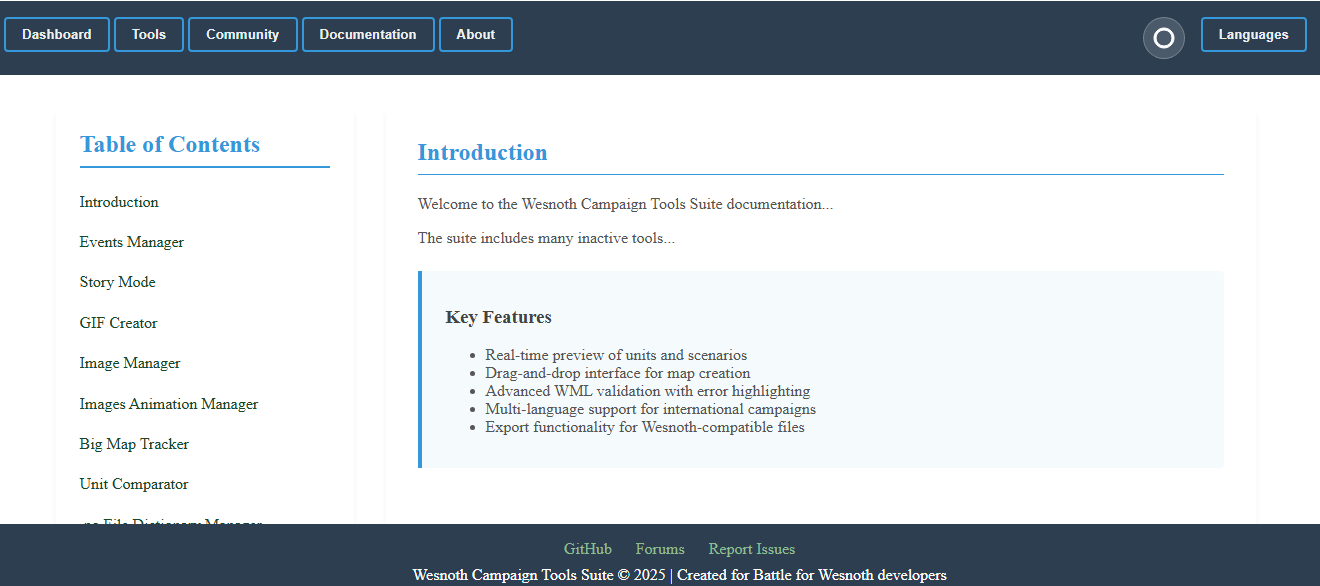 Dashboard Tools Community Documentation About Languages
Table of Contents
Introduction
Events Manager
Story Mode
GIF Creator
Image Manager
Images Animation Manager
Big Map Tracker
Unit Comparator
.po File Dictionary Manager
Introduction
Welcome to the Wesnoth Campaign Tools Suite documentation...
The suite includes many inactive tools...
Key Features
Real-time preview of units and scenarios
Drag-and-drop interface for map creation
Advanced WML validation with error highlighting
Multi-language support for international campaigns
Export functionality for Wesnoth-compatible files
GitHub Forums Report Issues
Wesnoth Campaign Tools Suite © 2025 | Created for Battle for Wesnoth developers